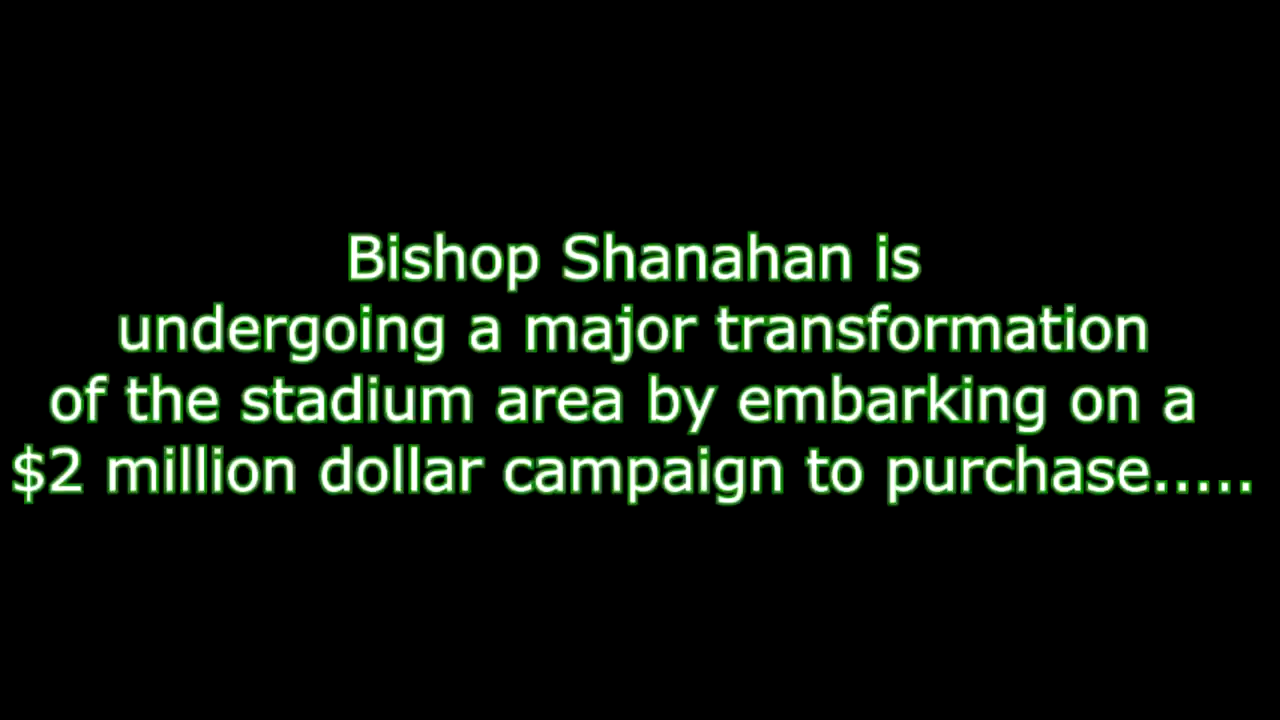 Bishop Shanahan is
undergoing a major transformation
of the stadium area by embarking on a
$2 million dollar campaign to purchase.....